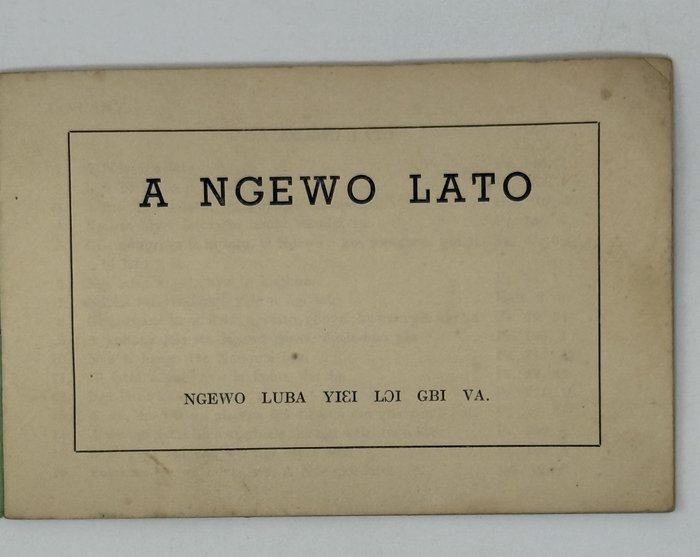 A NGEWO LATO
NGEWO LUBA YIƐI LƆI GBI VA.